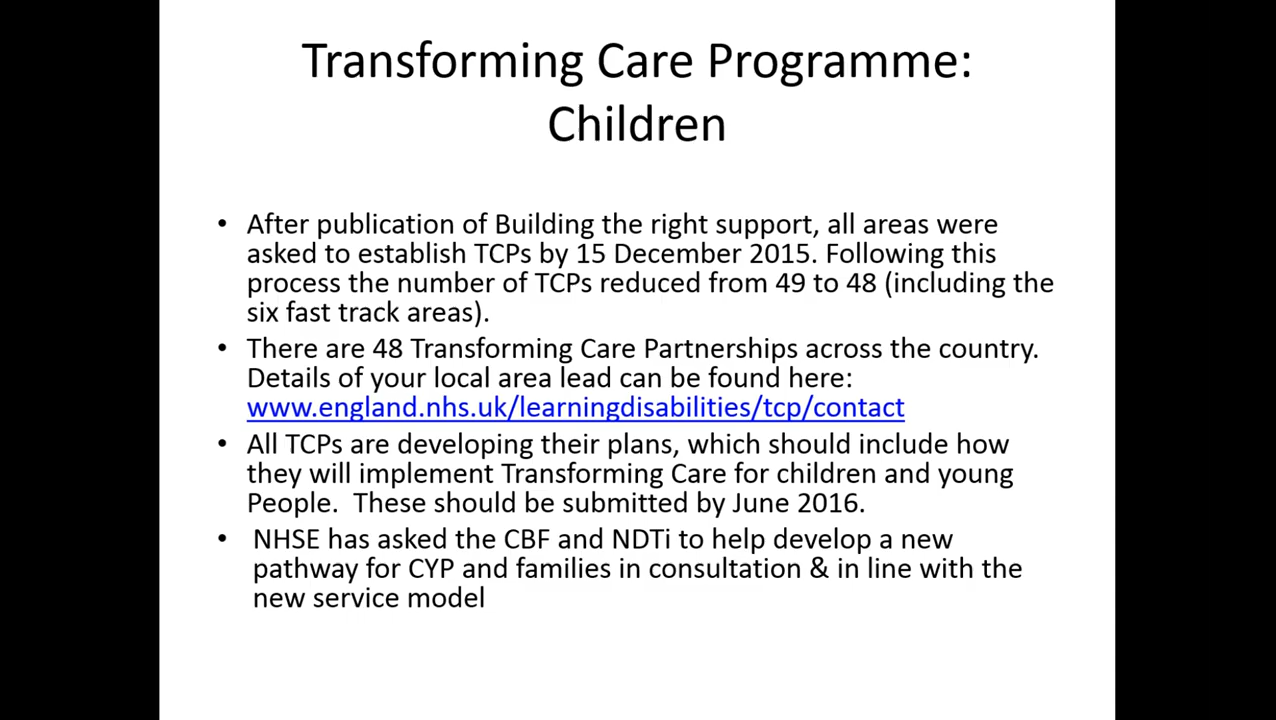 Transforming Care Programme:
Children
• After publication of Building the right support, all areas were
asked to establish TCPs by 15 December 2015. Following this
process the number of TCPs reduced from 49 to 48 (including the
six fast track areas).
• There are 48 Transforming Care Partnerships across the country.
Details of your local area lead can be found here:
www.england.nhs.uk/learningdisabilities/tcp/contact
• All TCPs are developing their plans, which should include how
they will implement Transforming Care for children and young
People.  These should be submitted by June 2016.
• NHSE has asked the CBF and NDTi to help develop a new
pathway for CYP and families in consultation & in line with the
new service model